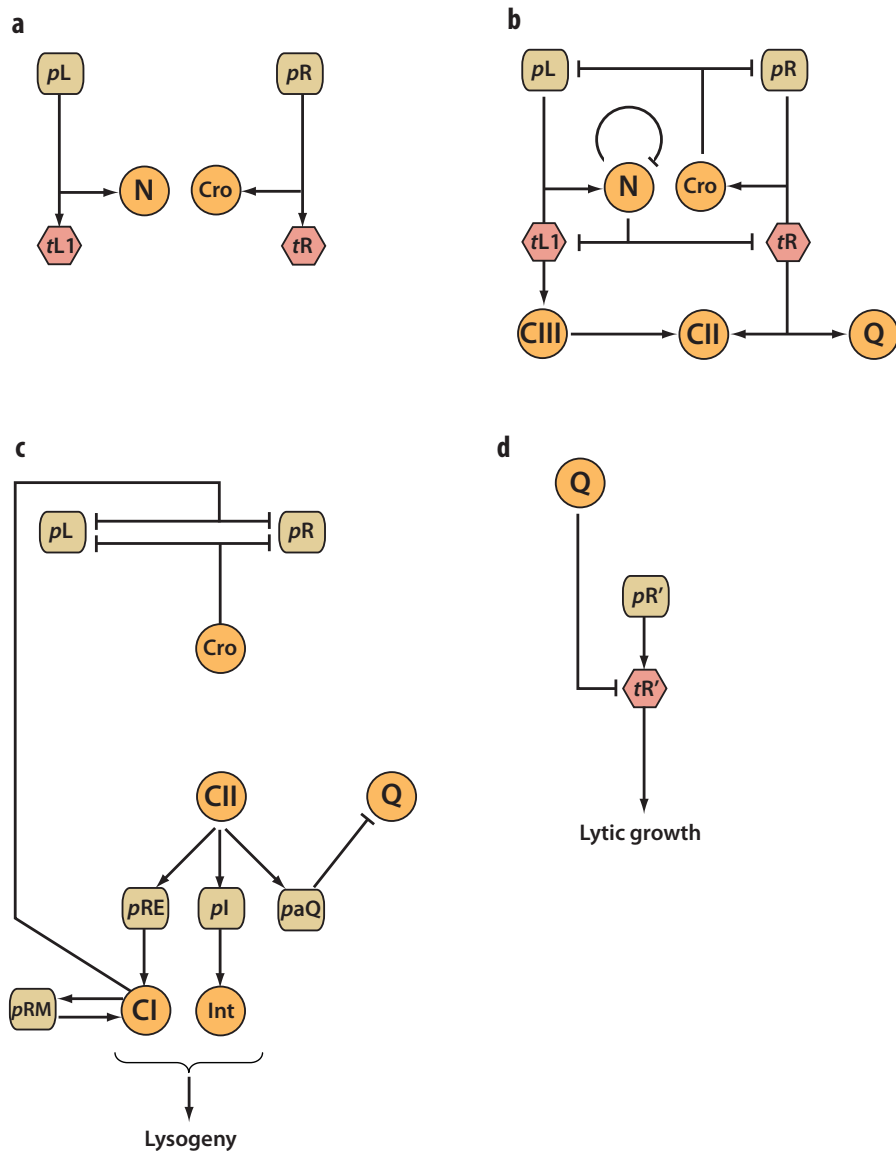 a
pL
pR
N
Cro
tL1
tR
b
pL
pR
N
Cro
tL1
tR
CIII
CII
Q
c
pL
pR
Cro
CII
Q
pRE
pI
paQ
pRM
CI
Int
Lysogeny
d
Q
pR’
tR’
Lytic growth